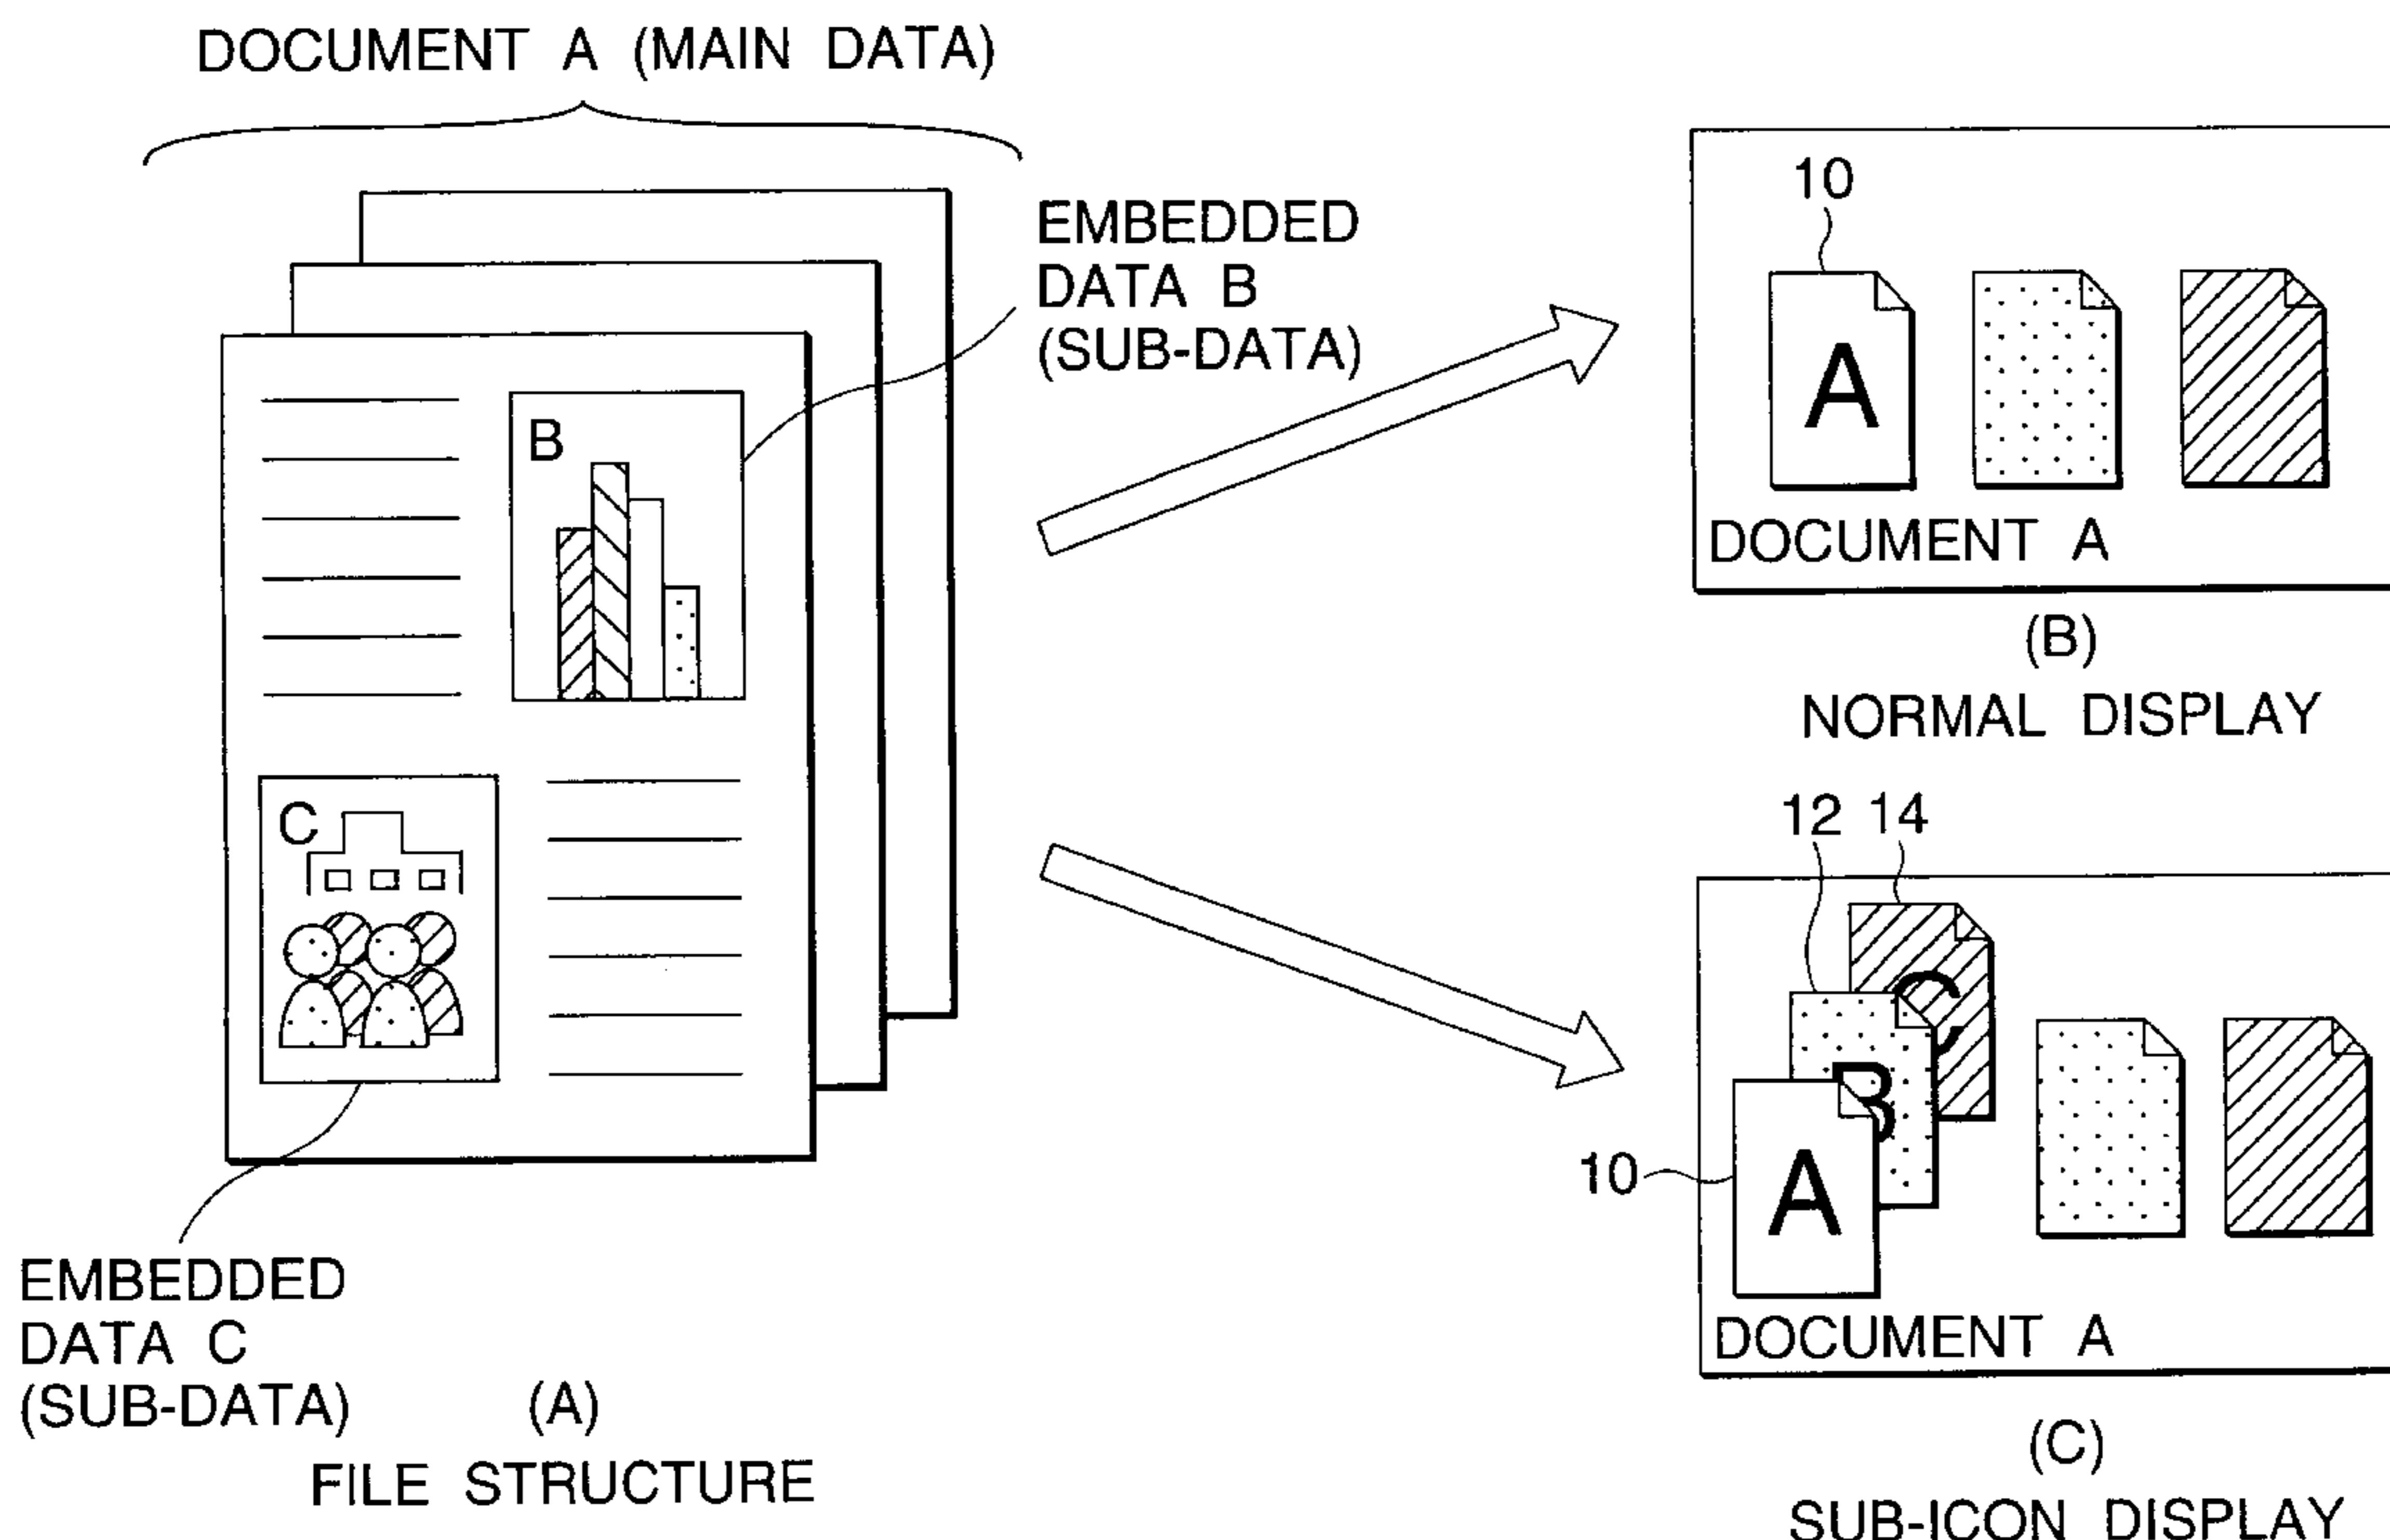 DOCUMENT A (MAIN DATA)
EMBEDDED
DATA B
(SUB-DATA)
B
C
EMBEDDED
DATA C
(SUB-DATA)
(A)
FILE STRUCTURE
10
A
DOCUMENT A
(B)
NORMAL DISPLAY
12 14
C
B
10
A
DOCUMENT A
(C)
SUB-ICON DISPLAY